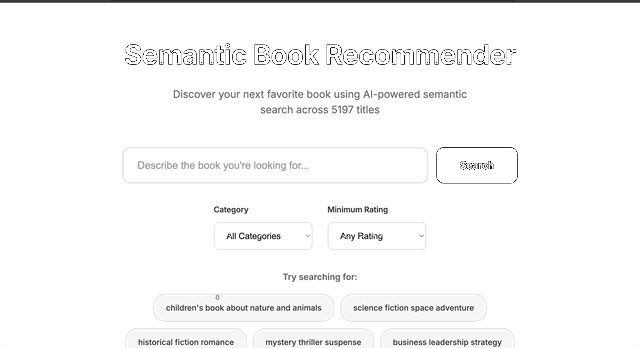 Semantic Book Recommender
Discover your next favorite book using AI-powered semantic
search across 5197 titles
Describe the book you're looking for...
Search
Category
Minimum Rating
All Categories
Any Rating
Try searching for:
children's book about nature and animals
science fiction space adventure
historical fiction romance
mystery thriller suspense
business leadership strategy